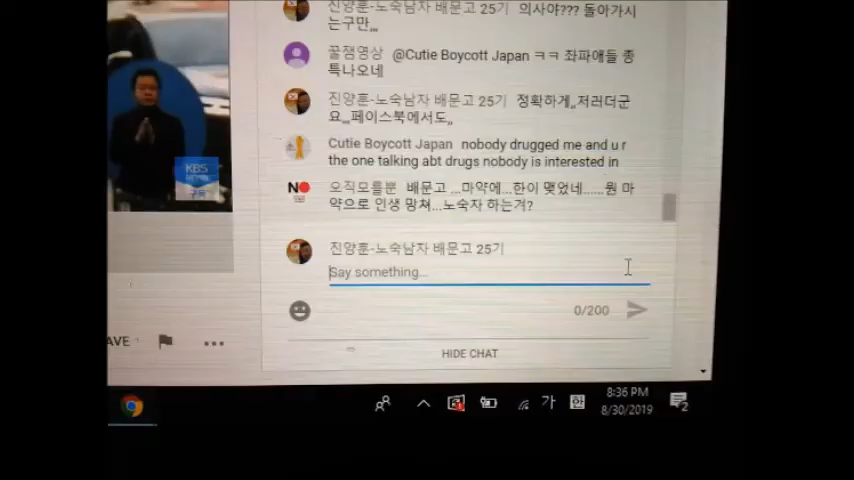 진양훈-노숙남자 배문고 25기 의사야??? 돌아가시
는구만,,,
꿀잼영상 @Cutie Boycott Japan ㅋㅋ 좌파애들 종
특나오네
진양훈-노숙남자 배문고 25기 정확하게,,저러더군
요,,,페이스북에서도,,
Cutie Boycott Japan nobody drugged me and u r
the one talking abt drugs nobody is interested in
오직모를뿐 배문고 ...마약에...한이 맺었네......뭔 마
약으로 인생 망쳐...노숙자 하는겨?
NO
KBS
구독
진양훈-노숙남자 배문고 25기
Say something...
0/200
AVE
HIDE CHAT
가
한
8:36 PM
8/30/2019
2